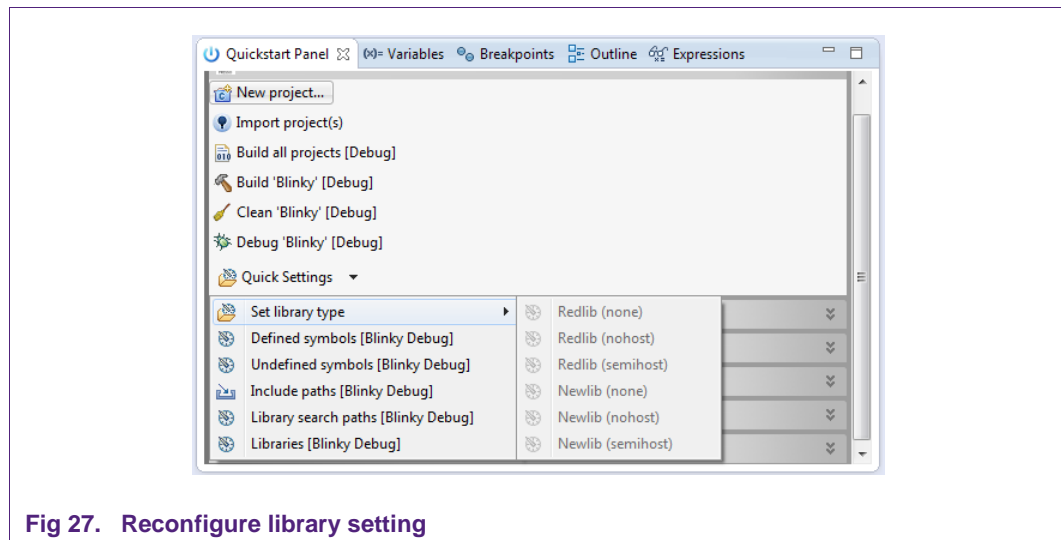 Quickstart Panel (x)= Variables Breakpoints Outline Expressions
New project...
Import project(s)
Build all projects [Debug]
Build 'Blinky' [Debug]
Clean 'Blinky' [Debug]
Debug 'Blinky' [Debug]
Quick Settings
Set library type
Defined symbols [Blinky Debug]
Undefined symbols [Blinky Debug]
Include paths [Blinky Debug]
Library search paths [Blinky Debug]
Libraries [Blinky Debug]
Redlib (none)
Redlib (nohost)
Redlib (semihost)
Newlib (none)
Newlib (nohost)
Newlib (semihost)
Fig 27. Reconfigure library setting